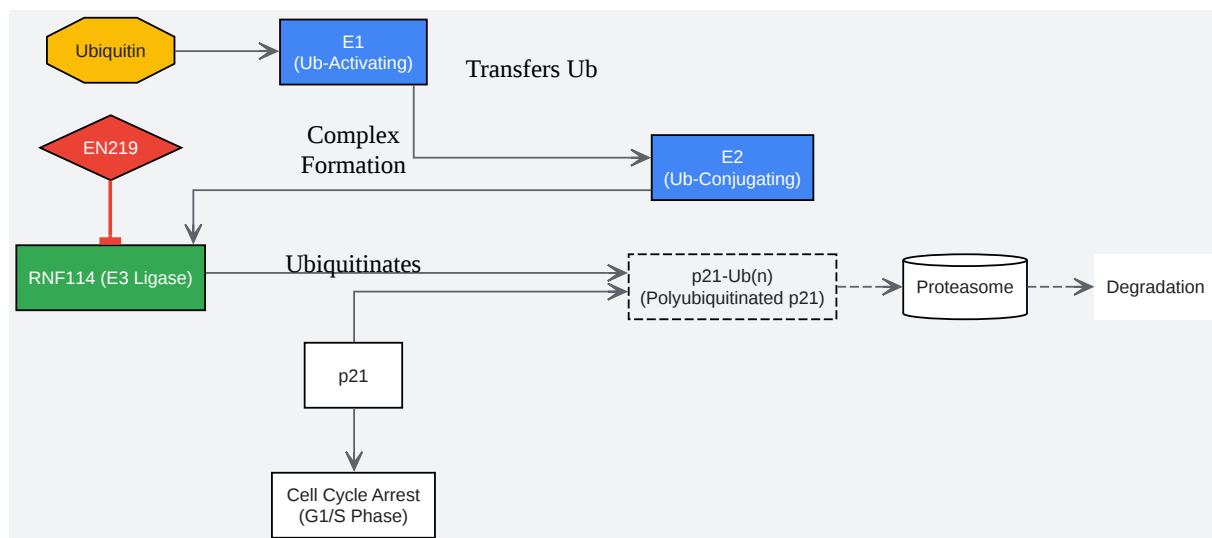 Ubiquitin
E1
(Ub-Activating)
Transfers Ub
EN219
Complex
Formation
E2
(Ub-Conjugating)
RNF114 (E3 Ligase)
Ubiquitinates
p21-Ub(n)
(Polyubiquitinated p21)
Proteasome
Degradation
p21
Cell Cycle Arrest
(G1/S Phase)